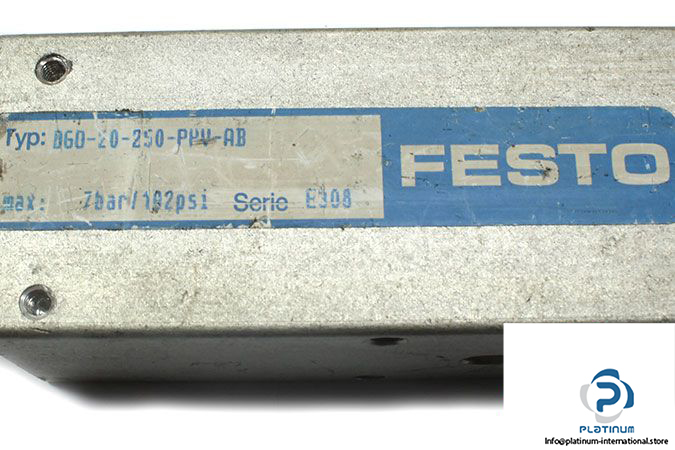 Typ: DGO-20-250-PPV-AB
FESTO
max: 7bar/102psi Serie E308
PLATINUM
Info@platinum-international.store